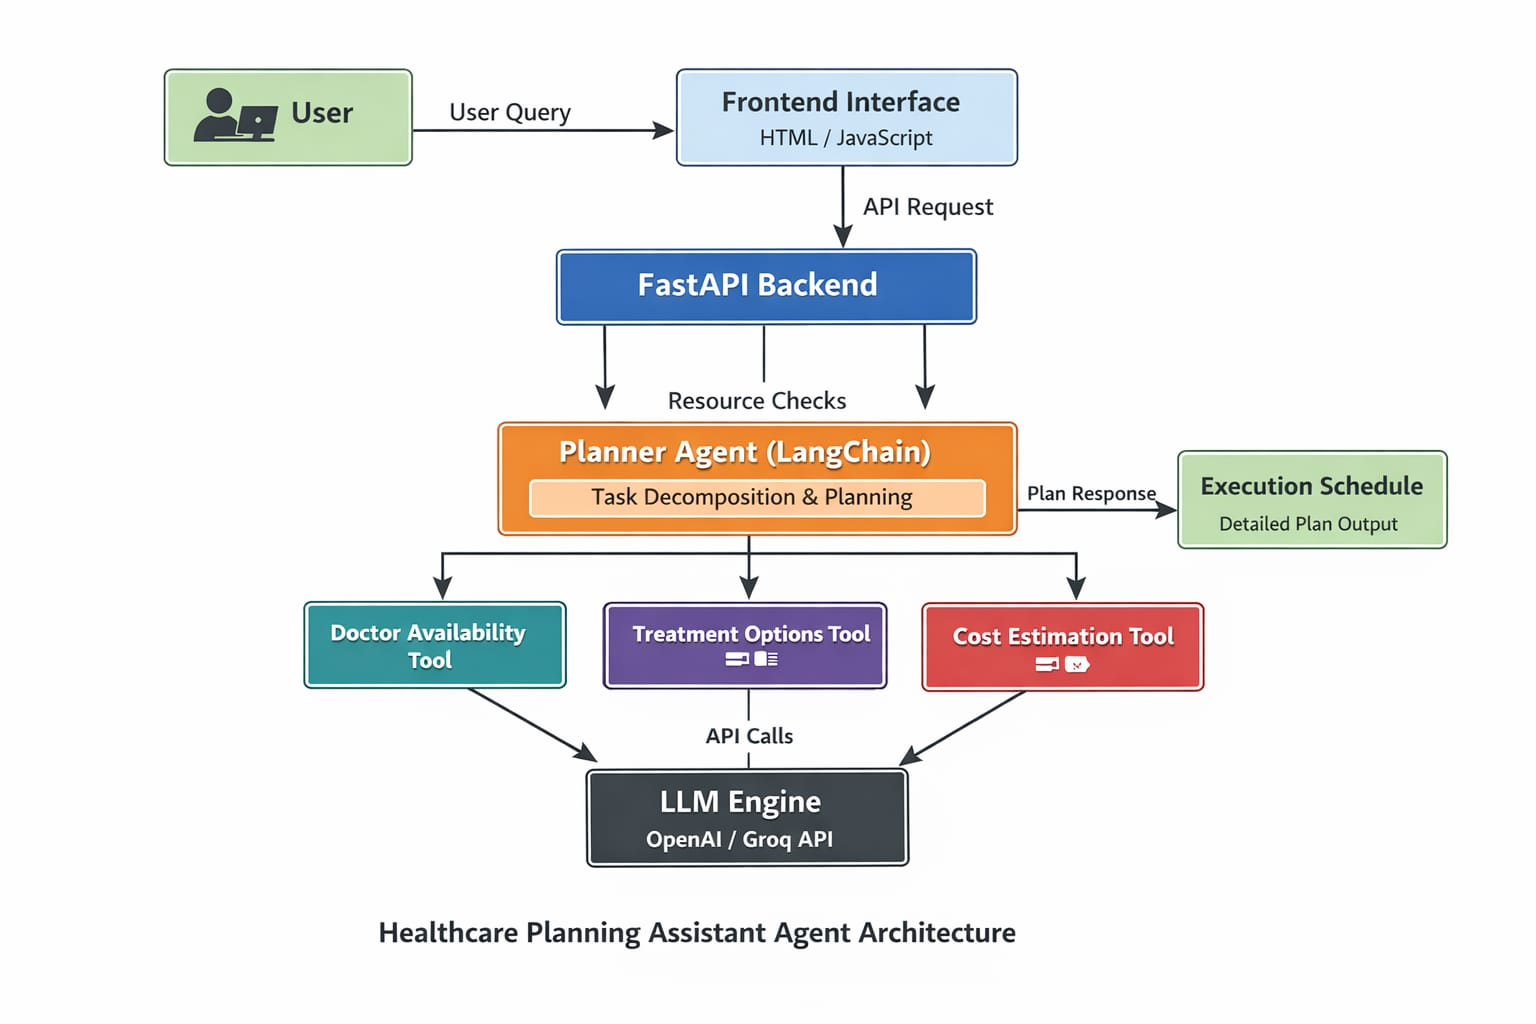 User
User Query
Frontend Interface
HTML / JavaScript
API Request
FastAPI Backend
Resource Checks
Planner Agent (LangChain)
Task Decomposition & Planning
Plan Response
Execution Schedule
Detailed Plan Output
Doctor Availability
Tool
Treatment Options Tool
Cost Estimation Tool
API Calls
LLM Engine
OpenAI / Groq API
Healthcare Planning Assistant Agent Architecture